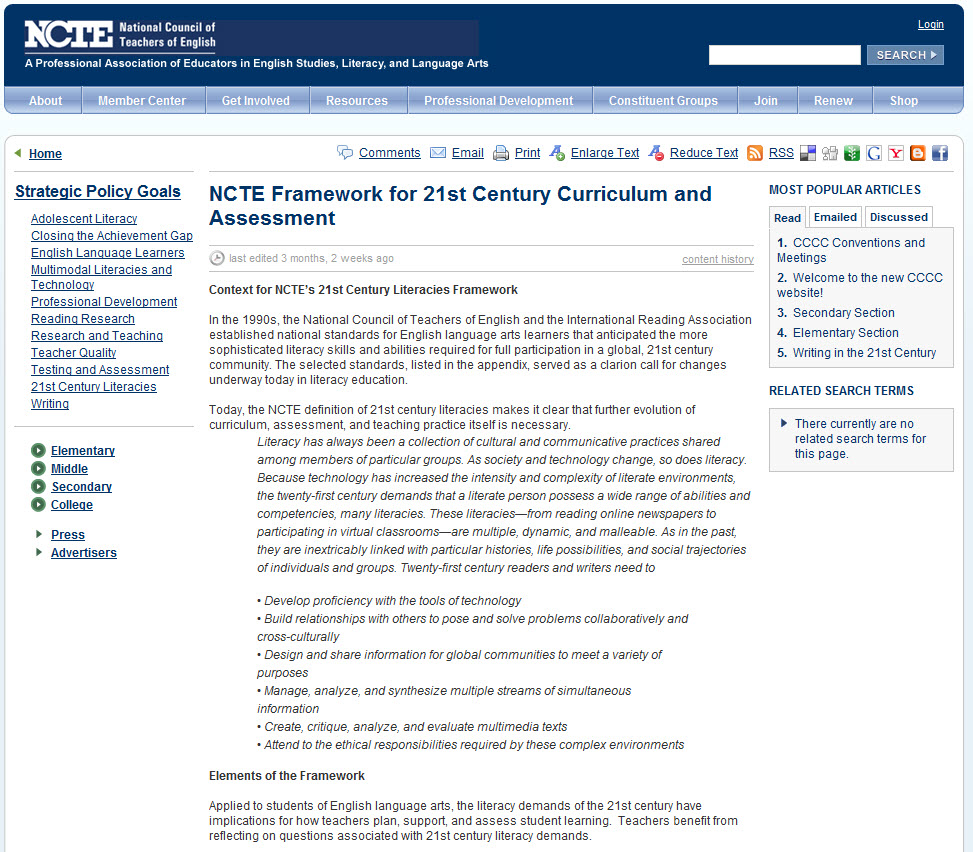 NCTE National Council of
Teachers of English
A Professional Association of Educators in English Studies, Literacy, and Language Arts
Login
SEARCH
About Member Center Get Involved Resources Professional Development Constituent Groups Join Renew Shop
Home
Comments Email Print Enlarge Text Reduce Text RSS
Strategic Policy Goals
Adolescent Literacy
Closing the Achievement Gap
English Language Learners
Multimodal Literacies and
Technology
Professional Development
Reading Research
Research and Teaching
Teacher Quality
Testing and Assessment
21st Century Literacies
Writing
Elementary
Middle
Secondary
College
Press
Advertisers
NCTE Framework for 21st Century Curriculum and
Assessment
last edited 3 months, 2 weeks ago content history
Context for NCTE's 21st Century Literacies Framework
In the 1990s, the National Council of Teachers of English and the International Reading Association
established national standards for English language arts learners that anticipated the more
sophisticated literacy skills and abilities required for full participation in a global, 21st century
community. The selected standards, listed in the appendix, served as a clarion call for changes
underway today in literacy education.
Today, the NCTE definition of 21st century literacies makes it clear that further evolution of
curriculum, assessment, and teaching practice itself is necessary.
Literacy has always been a collection of cultural and communicative practices shared
among members of particular groups. As society and technology change, so does literacy.
Because technology has increased the intensity and complexity of literate environments,
the twenty-first century demands that a literate person possess a wide range of abilities and
competencies, many literacies. These literacies—from reading online newspapers to
participating in virtual classrooms—are multiple, dynamic, and malleable. As in the past,
they are inextricably linked with particular histories, life possibilities, and social trajectories
of individuals and groups. Twenty-first century readers and writers need to
• Develop proficiency with the tools of technology
• Build relationships with others to pose and solve problems collaboratively and
cross-culturally
• Design and share information for global communities to meet a variety of
purposes
• Manage, analyze, and synthesize multiple streams of simultaneous
information
• Create, critique, analyze, and evaluate multimedia texts
• Attend to the ethical responsibilities required by these complex environments
Elements of the Framework
Applied to students of English language arts, the literacy demands of the 21st century have
implications for how teachers plan, support, and assess student learning. Teachers benefit from
reflecting on questions associated with 21st century literacy demands.
MOST POPULAR ARTICLES
Read Emailed Discussed
1. CCCC Conventions and
Meetings
2. Welcome to the new CCCC
website!
3. Secondary Section
4. Elementary Section
5. Writing in the 21st Century
RELATED SEARCH TERMS
There currently are no
related search terms for
this page.